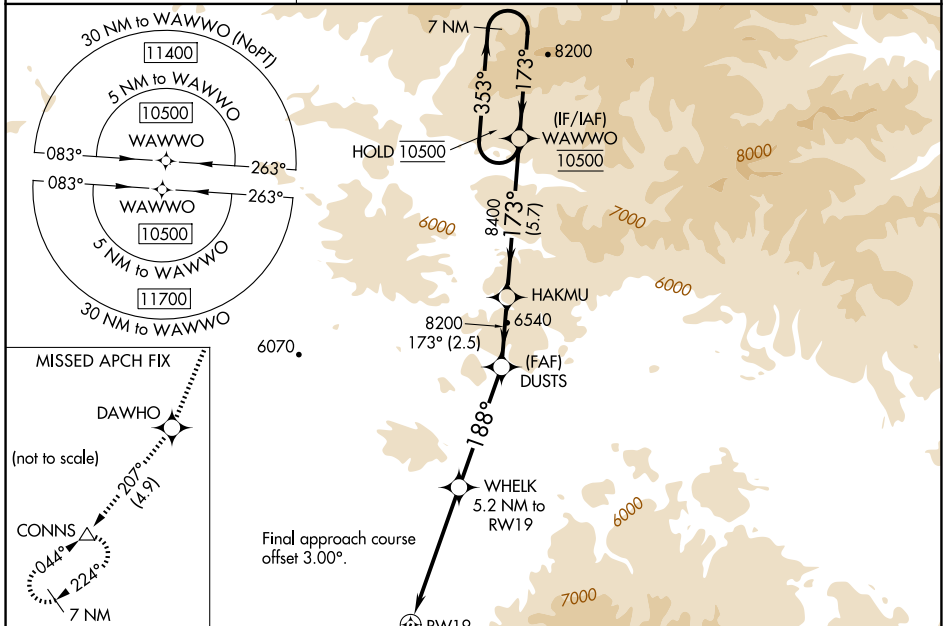 30 NM to WAWWO (NoPT)
11400
5 NM to WAWWO
10500
WAWWO
083°
263°
083°
263°
WAWWO
10500
5 NM to WAWWO
11700
30 NM to WAWWO
7 NM
8200
353°
173°
(IF/IAF)
WAWWO
10500
HOLD 10500
8000
8400
173°
(5.7)
6000
7000
6000
HAKMU
6540
8200
173° (2.5)
(FAF)
DUSTS
6070
188°
WHELK
5.2 NM to
RW19
Final approach course
offset 3.00°.
6000
7000
RW19
MISSED APCH FIX
DAWHO
(not to scale)
207°
(4.9)
CONNS
044°
224°
7 NM